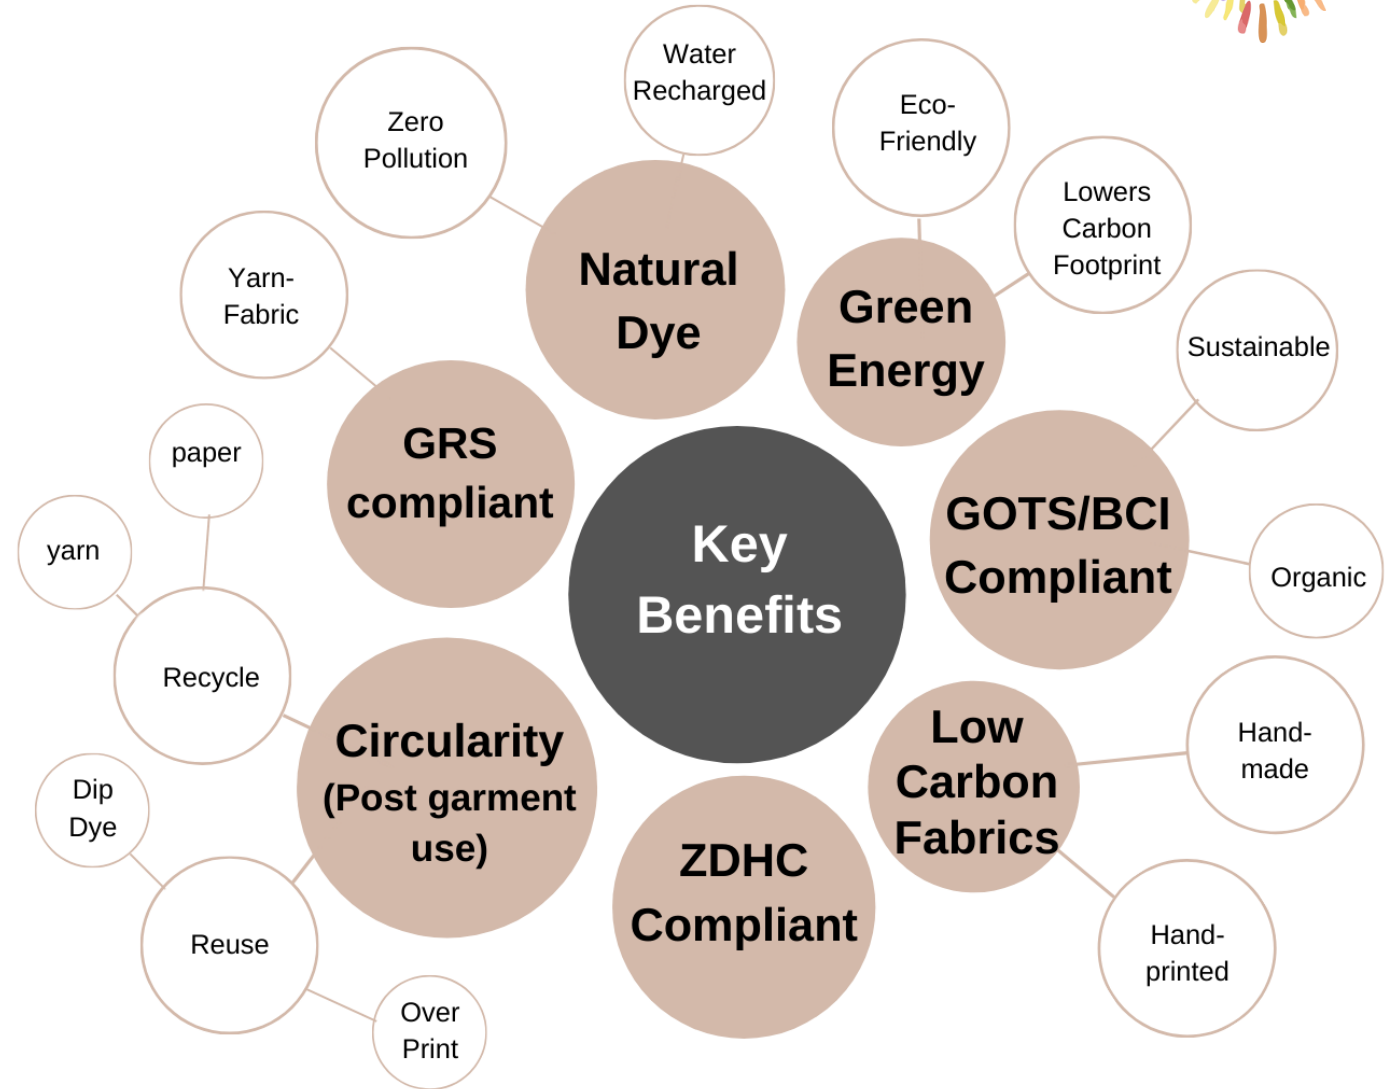 Water
Recharged
Zero
Pollution
Eco-
Friendly
Lowers
Carbon
Footprint
Yarn-
Fabric
Natural
Dye
Green
Energy
Sustainable
GRS
compliant
paper
yarn
Key
Benefits
GOTS/BCI
Compliant
Organic
Recycle
Circularity
(Post garment
use)
Low
Carbon
Fabrics
Hand-
made
Dip
Dye
ZDHC
Compliant
Reuse
Hand-
printed
Over
Print